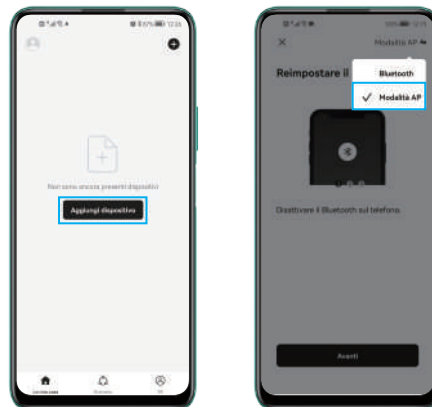 Non sono ancora presenti dispositivi
Aggiungi dispositivo
Modalità AP
Reimpostare il
Bluetooth
Modalità AP
Disattivare il Bluetooth sul telefono.
Avanti